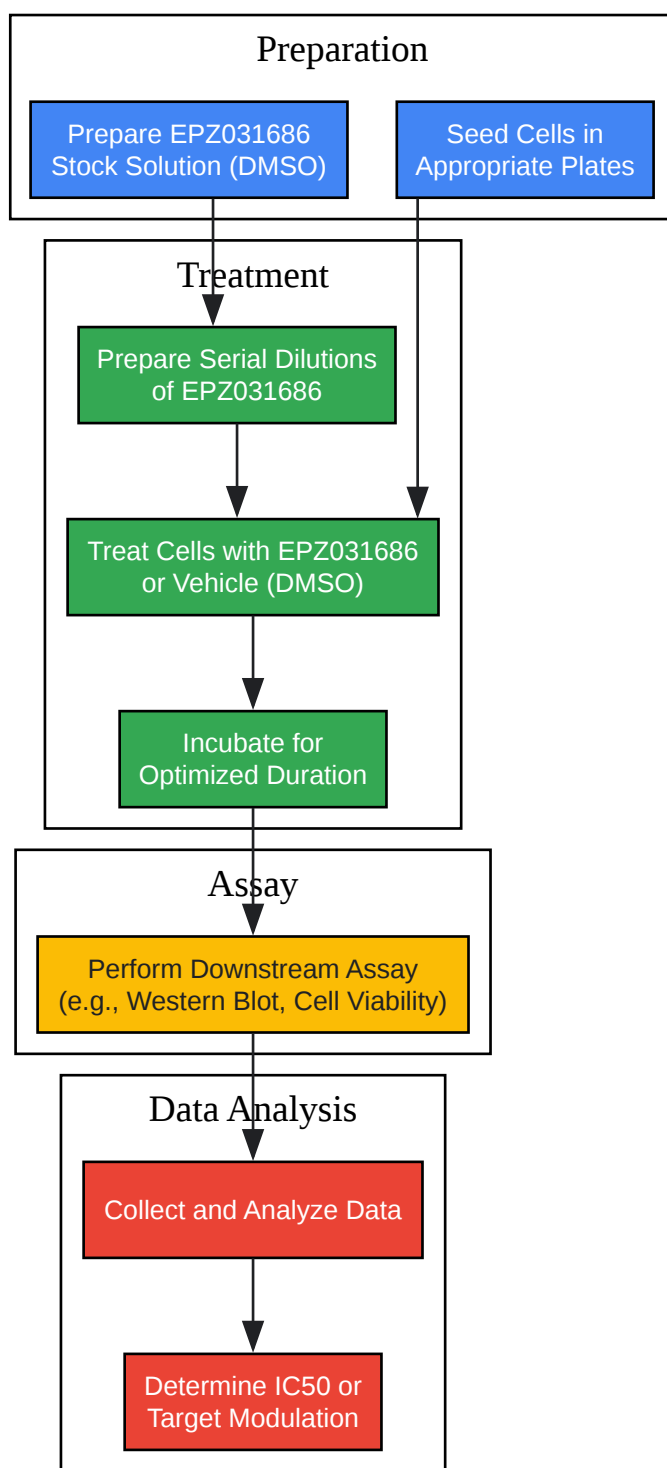 Preparation
Prepare EPZ031686
Stock Solution (DMSO)
Seed Cells in
Appropriate Plates
Treatment
Prepare Serial Dilutions
of EPZ031686
Treat Cells with EPZ031686
or Vehicle (DMSO)
Incubate for
Optimized Duration
Assay
Perform Downstream Assay
(e.g., Western Blot, Cell Viability)
Data Analysis
Collect and Analyze Data
Determine IC50 or
Target Modulation